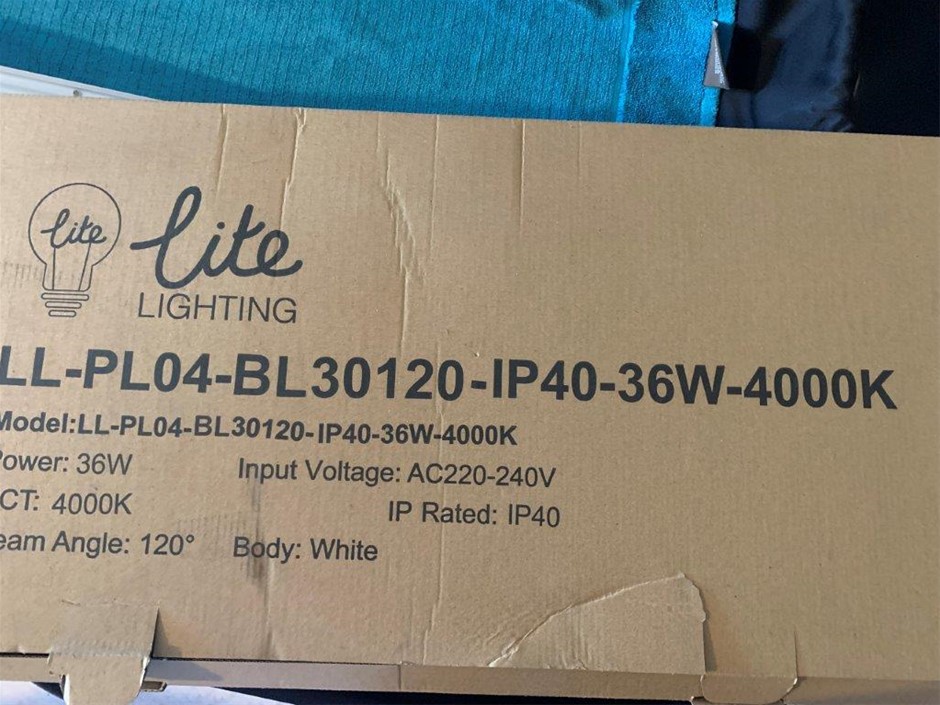 lite
lite
LIGHTING
LL-PL04-BL30120-IP40-36W-4000K
Model:LL-PL04-BL30120-IP40-36W-4000K
Power: 36W Input Voltage: AC220-240V
CT: 4000K IP Rated: IP40
eam Angle: 120° Body: White